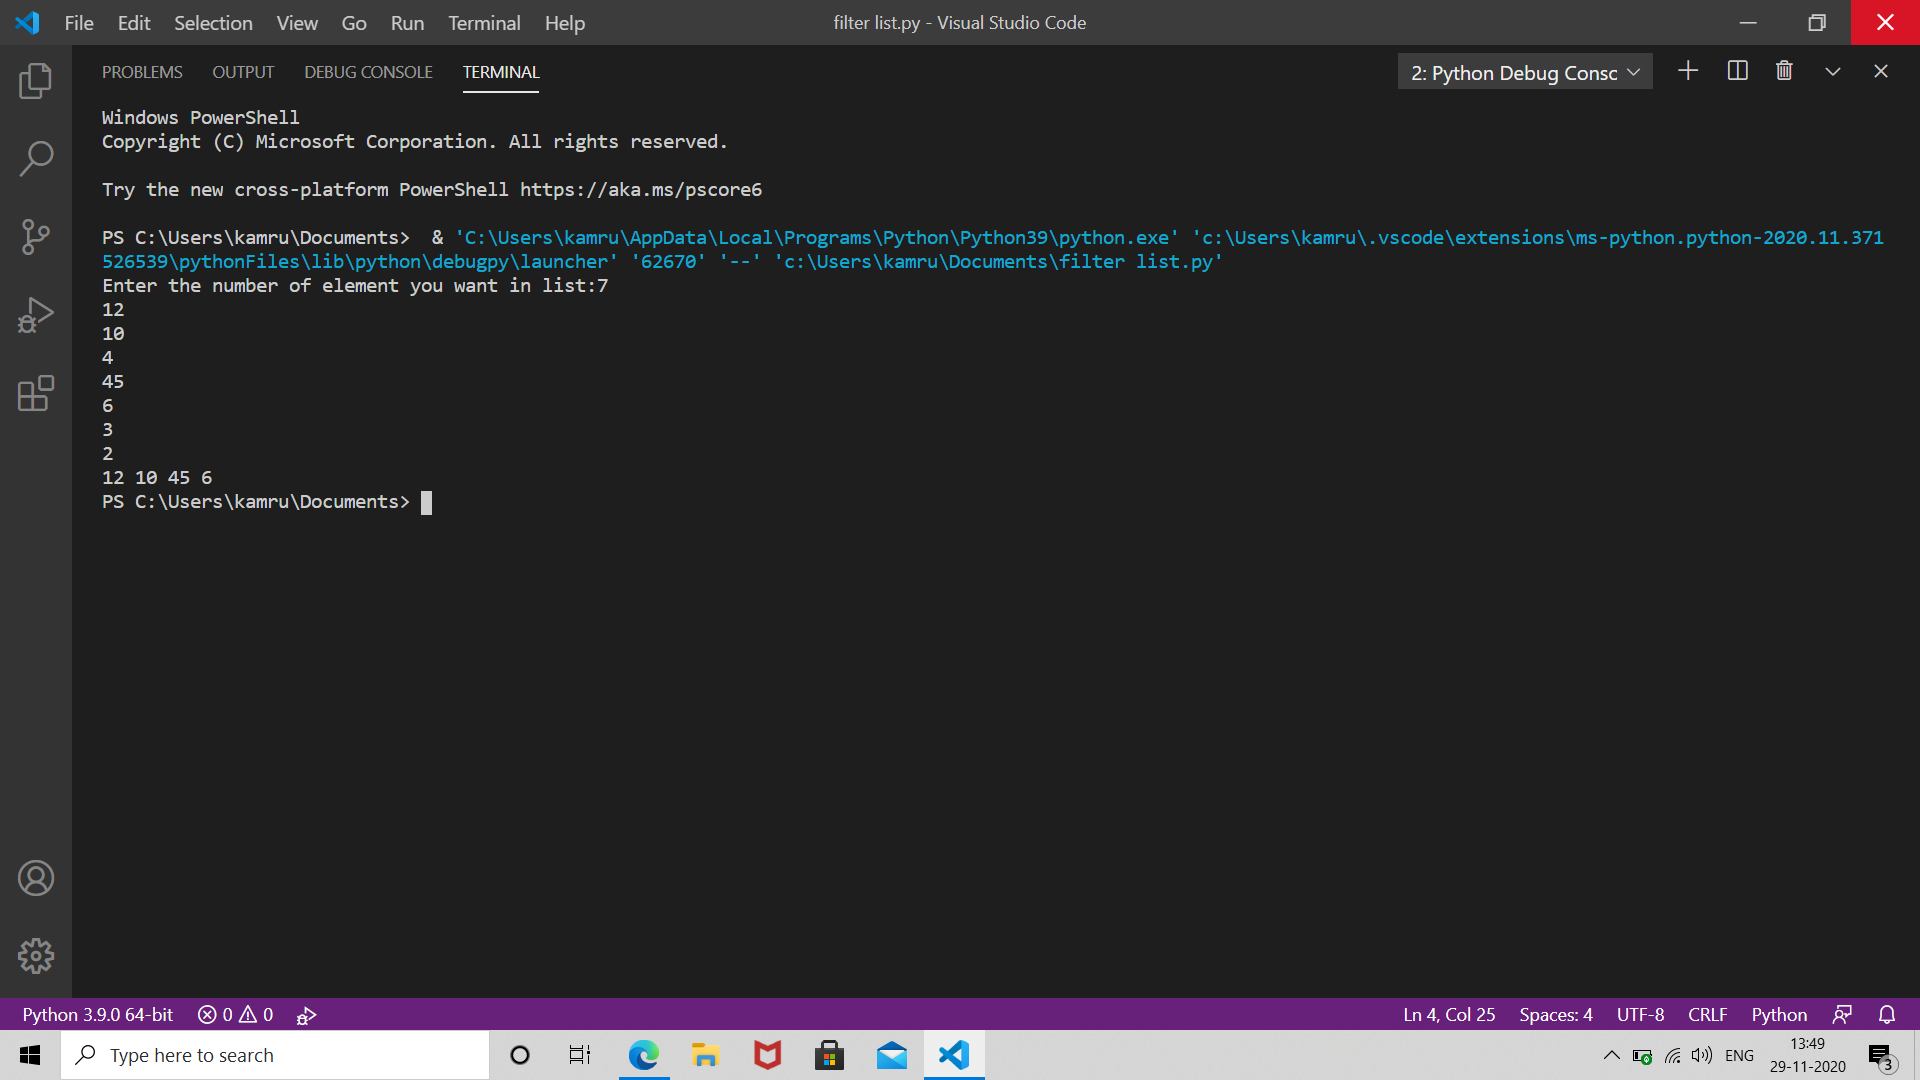 File Edit Selection View Go Run Terminal Help filter list.py - Visual Studio Code
PROBLEMS OUTPUT DEBUG CONSOLE TERMINAL 2: Python Debug Consc
Windows PowerShell
Copyright (C) Microsoft Corporation. All rights reserved.
Try the new cross-platform PowerShell https://aka.ms/pscore6
PS C:\Users\kamru\Documents>  & 'C:\Users\kamru\AppData\Local\Programs\Python\Python39\python.exe' 'c:\Users\kamru\.vscode\extensions\ms-python.python-2020.11.371
526539\pythonFiles\lib\python\debugpy\launcher' '62670' '--' 'c:\Users\kamru\Documents\filter list.py'
Enter the number of element you want in list:7
12
10
4
45
6
3
2
12 10 45 6
PS C:\Users\kamru\Documents>
Python 3.9.0 64-bit 0 0 Ln 4, Col 25 Spaces: 4 UTF-8 CRLF Python
Type here to search ENG 13:49
29-11-2020 3